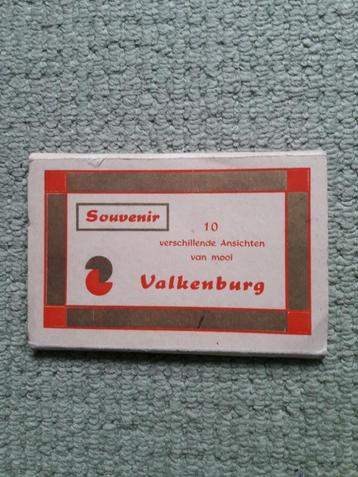 Souvenir
10
verschillende Ansichten
van mooi
Valkenburg